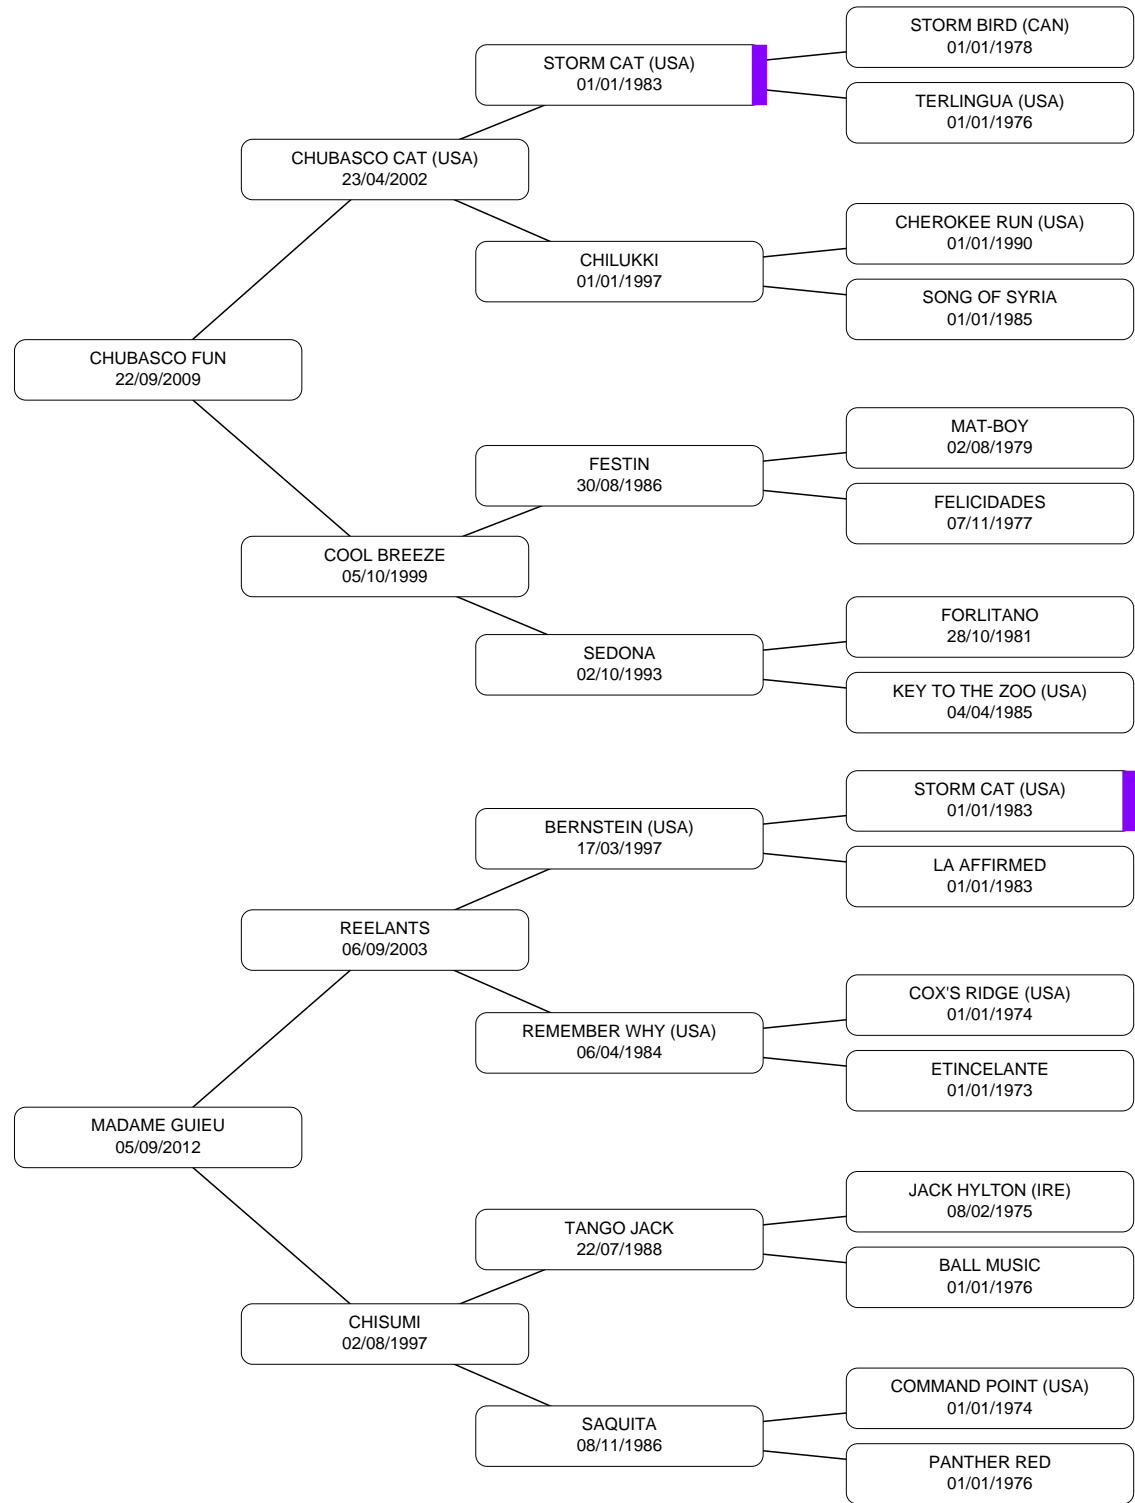 STORM BIRD (CAN)
01/01/1978
STORM CAT (USA)
01/01/1983
TERLINGUA (USA)
01/01/1976
CHUBASCO CAT (USA)
23/04/2002
CHEROKEE RUN (USA)
01/01/1990
CHILUKKI
01/01/1997
SONG OF SYRIA
01/01/1985
CHUBASCO FUN
22/09/2009
MAT-BOY
02/08/1979
FESTIN
30/08/1986
FELICIDADES
07/11/1977
COOL BREEZE
05/10/1999
FORLITANO
28/10/1981
SEDONA
02/10/1993
KEY TO THE ZOO (USA)
04/04/1985
STORM CAT (USA)
01/01/1983
BERNSTEIN (USA)
17/03/1997
LA AFFIRMED
01/01/1983
REELANTS
06/09/2003
COX'S RIDGE (USA)
01/01/1974
REMEMBER WHY (USA)
06/04/1984
ETINCELANTE
01/01/1973
MADAME GUIEU
05/09/2012
JACK HYLTON (IRE)
08/02/1975
TANGO JACK
22/07/1988
BALL MUSIC
01/01/1976
CHISUMI
02/08/1997
COMMAND POINT (USA)
01/01/1974
SAQUITA
08/11/1986
PANTHER RED
01/01/1976